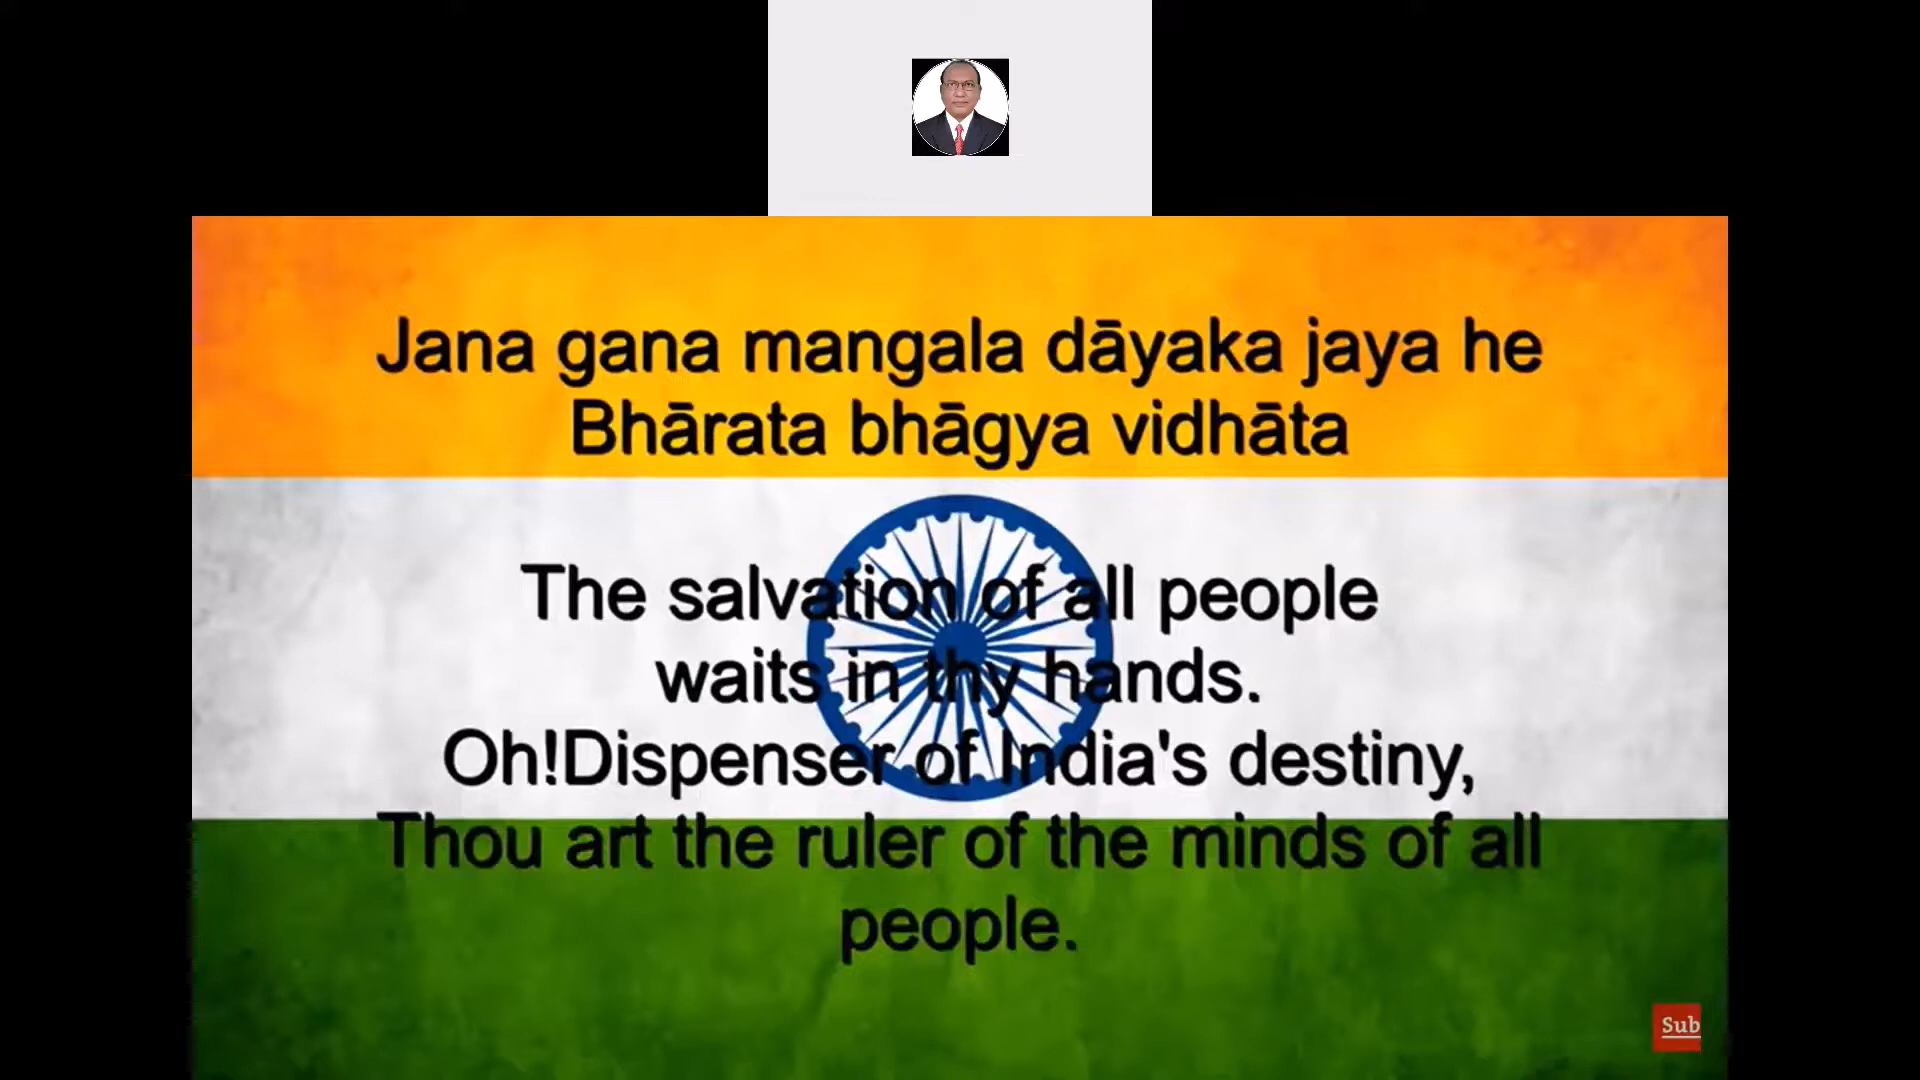 Jana gana mangala dāyaka jaya he
Bhārata bhāgya vidhāta
The salvation of all people
waits in thy hands.
Oh!Dispenser of India's destiny,
Thou art the ruler of the minds of all
people.
Sub